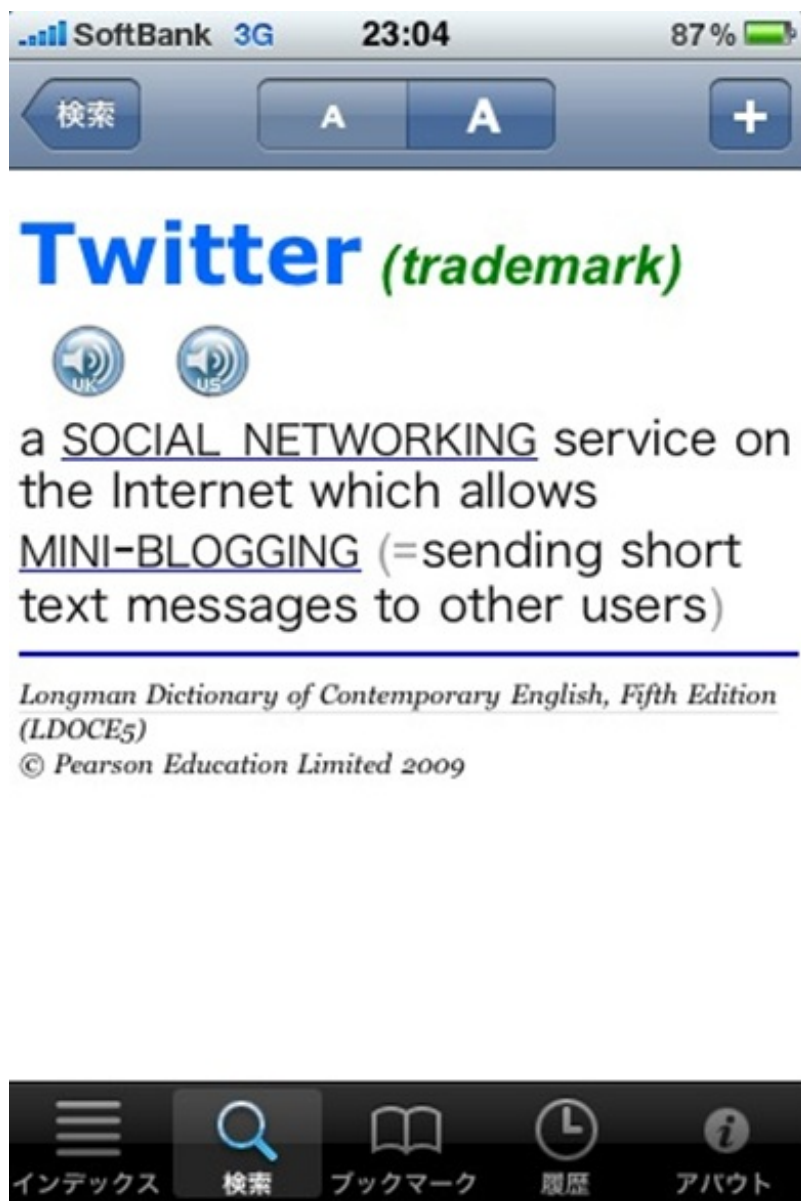 SoftBank 3G 23:04 87%
検索 A A +
Twitter (trademark)
UK US
a SOCIAL NETWORKING service on
the Internet which allows
MINI-BLOGGING (=sending short
text messages to other users)
Longman Dictionary of Contemporary English, Fifth Edition
(LDOCE5)
© Pearson Education Limited 2009
インデックス 検索 ブックマーク 履歴 アバウト